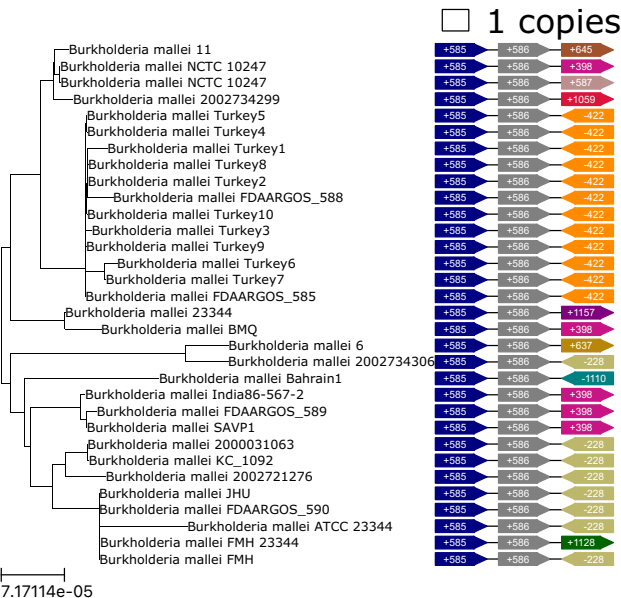 1 copies
Burkholderia mallei 11 +585 +586 +645
Burkholderia mallei NCTC 10247 +585 +586 +398
Burkholderia mallei NCTC 10247 +585 +586 +587
Burkholderia mallei 2002734299 +585 +586 +1059
Burkholderia mallei Turkey5 +585 +586 -422
Burkholderia mallei Turkey4 +585 +586 -422
Burkholderia mallei Turkey1 +585 +586 -422
Burkholderia mallei Turkey8 +585 +586 -422
Burkholderia mallei Turkey2 +585 +586 -422
Burkholderia mallei FDAARGOS_588 +585 +586 -422
Burkholderia mallei Turkey10 +585 +586 -422
Burkholderia mallei Turkey3 +585 +586 -422
Burkholderia mallei Turkey9 +585 +586 -422
Burkholderia mallei Turkey6 +585 +586 -422
Burkholderia mallei Turkey7 +585 +586 -422
Burkholderia mallei FDAARGOS_585 +585 +586 -422
Burkholderia mallei 23344 +585 +586 +1157
Burkholderia mallei BMQ +585 +586 +398
Burkholderia mallei 6 +585 +586 +637
Burkholderia mallei 2002734306 +585 +586 -228
Burkholderia mallei Bahrain1 +585 +586 -1110
Burkholderia mallei India86-567-2 +585 +586 +398
Burkholderia mallei FDAARGOS_589 +585 +586 +398
Burkholderia mallei SAVP1 +585 +586 +398
Burkholderia mallei 2000031063 +585 +586 -228
Burkholderia mallei KC_1092 +585 +586 -228
Burkholderia mallei 2002721276 +585 +586 -228
Burkholderia mallei JHU +585 +586 -228
Burkholderia mallei FDAARGOS_590 +585 +586 -228
Burkholderia mallei ATCC 23344 +585 +586 -228
Burkholderia mallei FMH 23344 +585 +586 +1128
Burkholderia mallei FMH +585 +586 -228
7.17114e-05